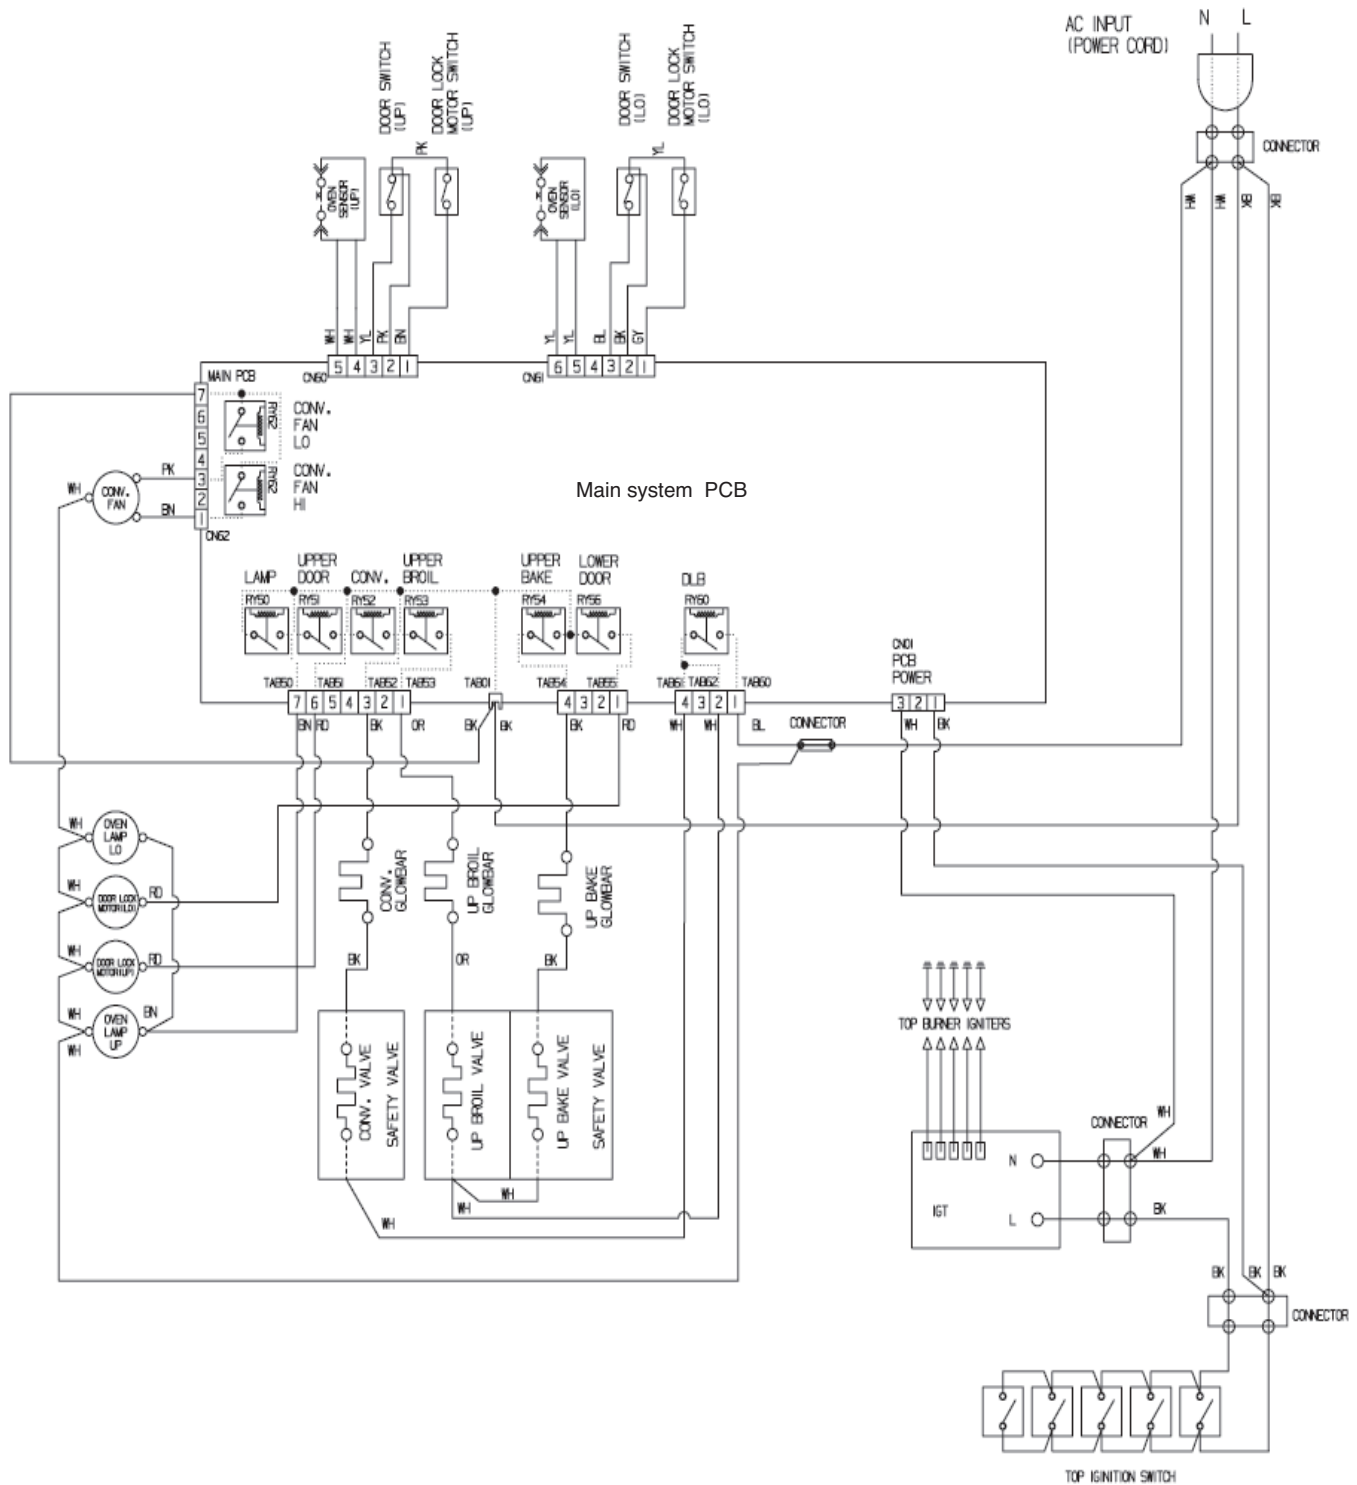 AC INPUT
(POWER CORD)
N L
CONNECTOR
WH WH BK BK
DOOR SWITCH
(UP)
DOOR LOCK
MOTOR SWITCH
(UP)
DOOR SWITCH
(LO)
DOOR LOCK
MOTOR SWITCH
(LO)
PK
YL
OVEN
SENSOR
(UP)
OVEN
SENSOR
(LO)
WH WH YL PK BN
YL YL BL BK GY
CN60
5 4 3 2 1
CN61
6 5 4 3 2 1
MAIN PCB
7
6
5
4
3
2
1
CN62
RY62
CONV.
FAN
LO
RY62
CONV.
FAN
HI
Main system PCB
WH
CONV.
FAN
PK
BN
LAMP
UPPER
DOOR
CONV.
UPPER
BROIL
UPPER
BAKE
LOWER
DOOR
DLB
RY50 RY51 RY52 RY53 RY54 RY56 RY60
CN01
PCB
POWER
TAB50 TAB51 TAB52 TAB53 TAB01 TAB54 TAB55 TAB61 TAB62 TAB60
7 6 5 4 3 2 1
4 3 2 1
4 3 2 1
3 2 1
BN RD BK OR BK BK BK RD WH WH BL
CONNECTOR
WH BK
WH
OVEN
LAMP
LO
WH
DOOR LOCK
MOTOR(LO)
RD
WH
DOOR LOCK
MOTOR(UP)
RD
WH
OVEN
LAMP
UP
BN
WH
CONV.
GLOWBAR
UP BROIL
GLOWBAR
UP BAKE
GLOWBAR
BK OR BK
CONV. VALVE
SAFETY VALVE
UP BROIL VALVE
UP BAKE VALVE
SAFETY VALVE
WH
WH
WH
TOP BURNER IGNITERS
CONNECTOR
WH
WH
N
L
IGT
BK
BK BK BK
CONNECTOR
TOP IGINITION SWITCH